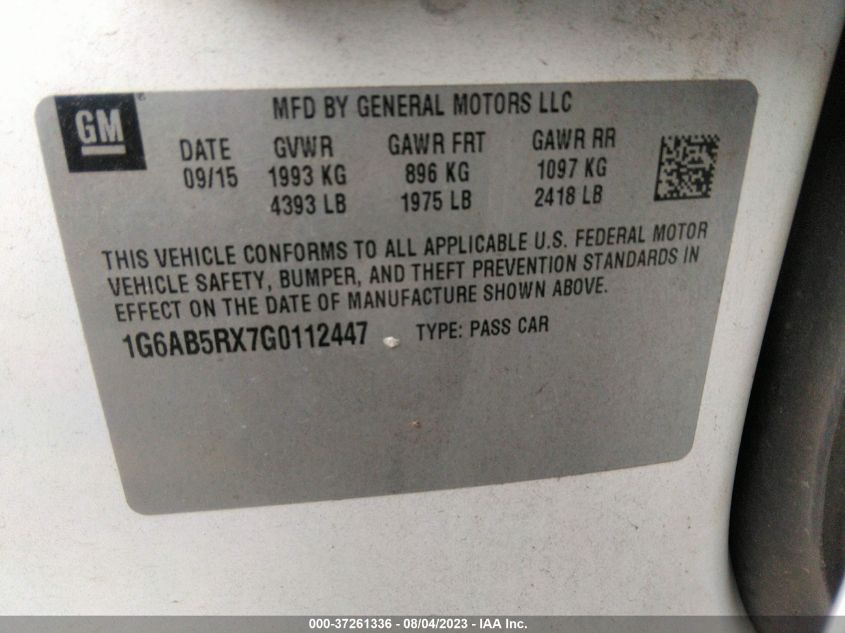 GM
MFD BY GENERAL MOTORS LLC
DATE GVWR GAWR FRT GAWR RR
09/15 1993 KG 896 KG 1097 KG
4393 LB 1975 LB 2418 LB
THIS VEHICLE CONFORMS TO ALL APPLICABLE U.S. FEDERAL MOTOR
VEHICLE SAFETY, BUMPER, AND THEFT PREVENTION STANDARDS IN
EFFECT ON THE DATE OF MANUFACTURE SHOWN ABOVE.
1G6AB5RX7G0112447 TYPE: PASS CAR
000-37261336 - 08/04/2023 - IAA Inc.